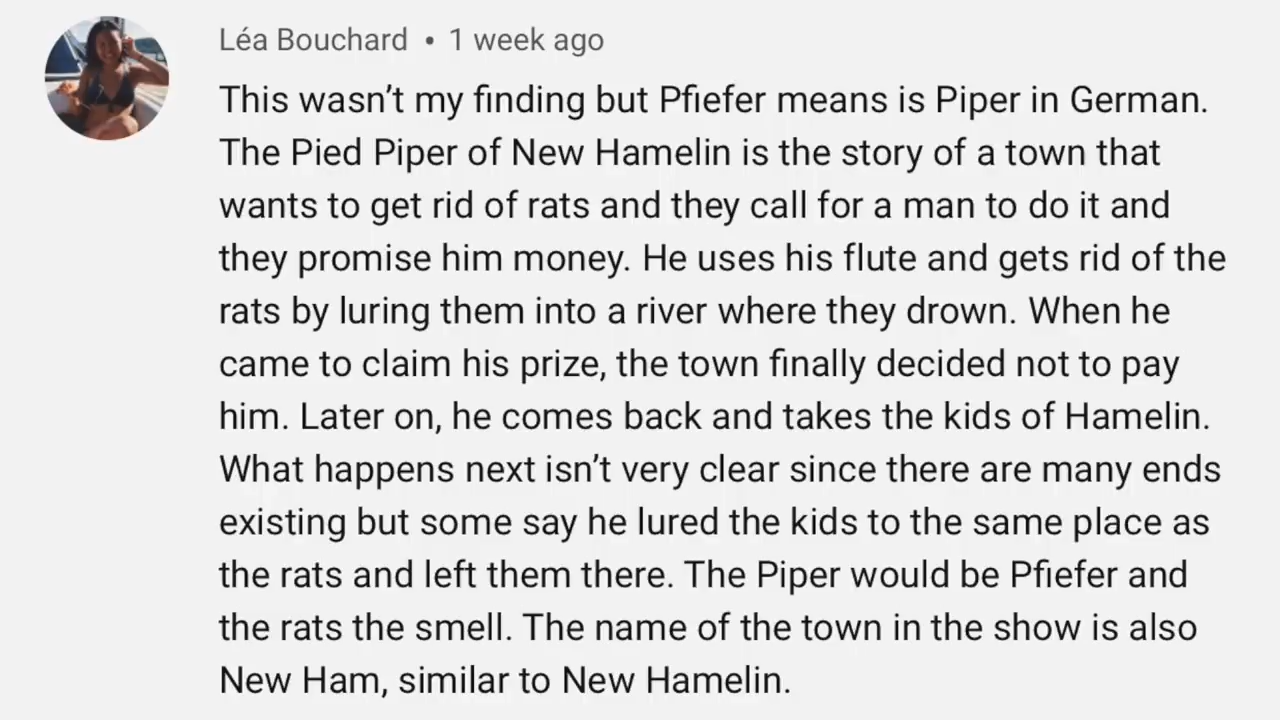 Léa Bouchard • 1 week ago
This wasn’t my finding but Pfiefer means is Piper in German.
The Pied Piper of New Hamelin is the story of a town that
wants to get rid of rats and they call for a man to do it and
they promise him money. He uses his flute and gets rid of the
rats by luring them into a river where they drown. When he
came to claim his prize, the town finally decided not to pay
him. Later on, he comes back and takes the kids of Hamelin.
What happens next isn’t very clear since there are many ends
existing but some say he lured the kids to the same place as
the rats and left them there. The Piper would be Pfiefer and
the rats the smell. The name of the town in the show is also
New Ham, similar to New Hamelin.